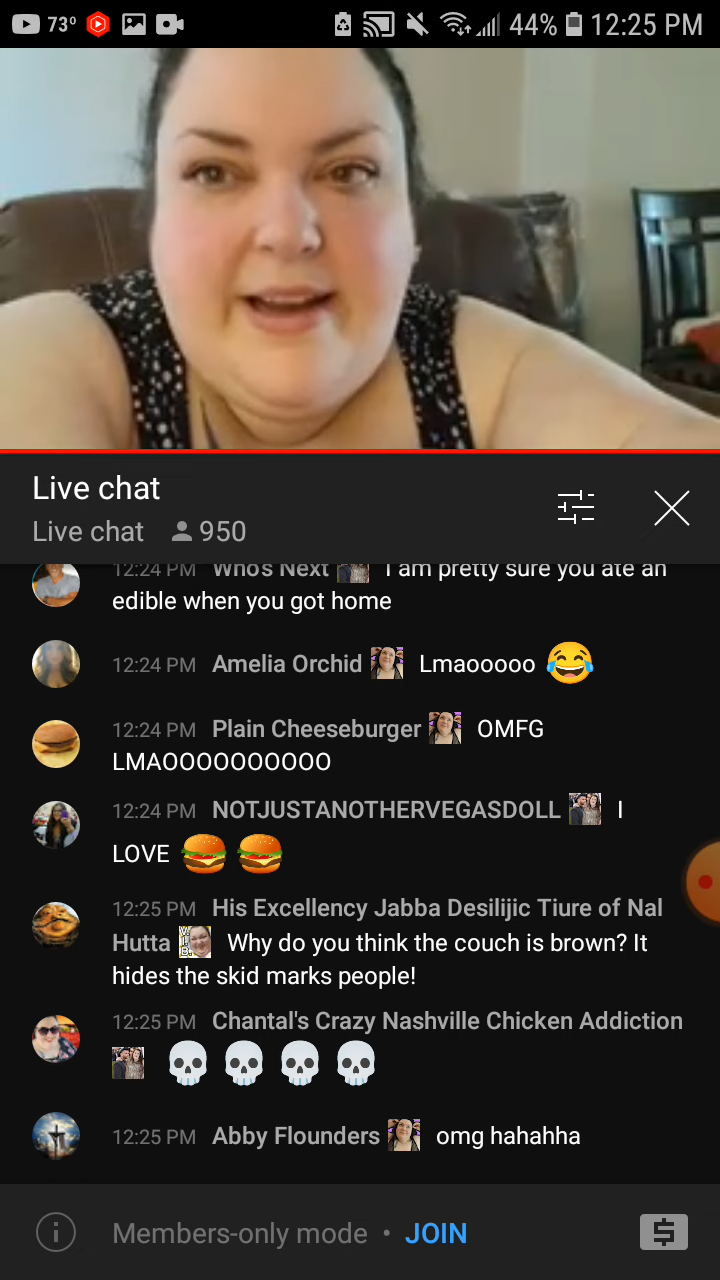 73° 44% 12:25 PM
Live chat
Live chat 950
12:24 PM Who's Next I am pretty sure you ate an
edible when you got home
12:24 PM Amelia Orchid Lmaooooo 😂
12:24 PM Plain Cheeseburger OMFG
LMAOOOOOOOOOO
12:24 PM NOTJUSTANOTHERVEGASDOLL I
LOVE 🍔 🍔
12:25 PM His Excellency Jabba Desilijic Tiure of Nal
Hutta Why do you think the couch is brown? It
hides the skid marks people!
12:25 PM Chantal's Crazy Nashville Chicken Addiction
💀 💀 💀 💀
12:25 PM Abby Flounders omg hahahha
Members-only mode • JOIN